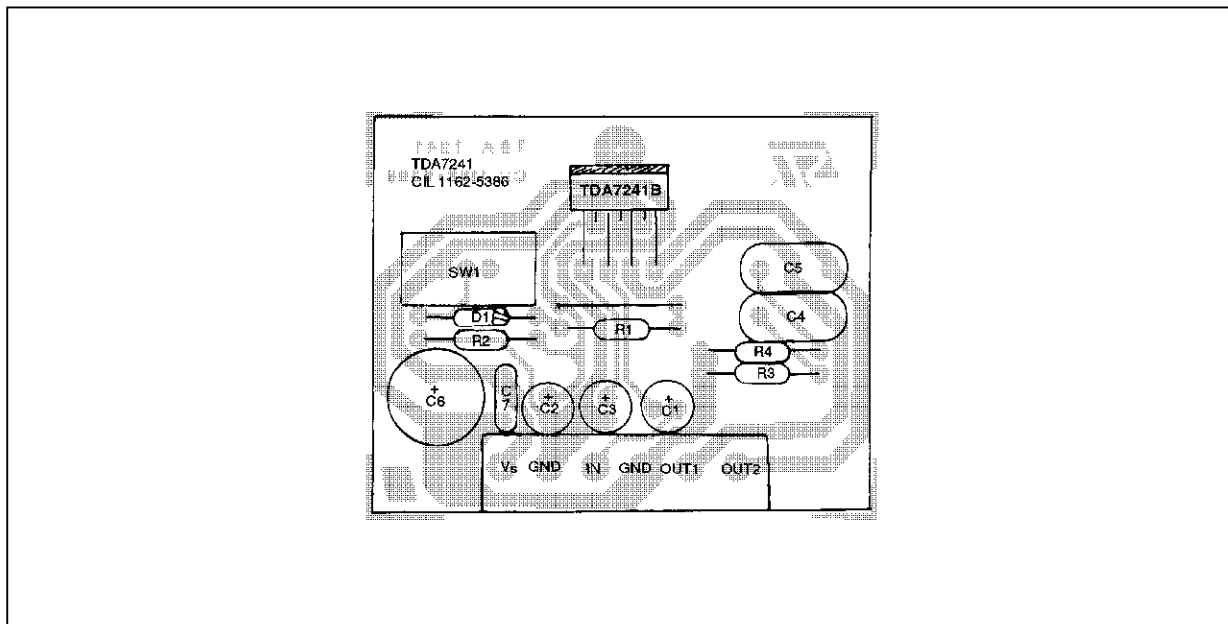 TDA7241
CIL 1162-5386
TDA7241B
SW1
C5
D1
C4
R1
R2
R4
R3
C6
C7
C2
C3
C1
Vs GND IN GND OUT1 OUT2